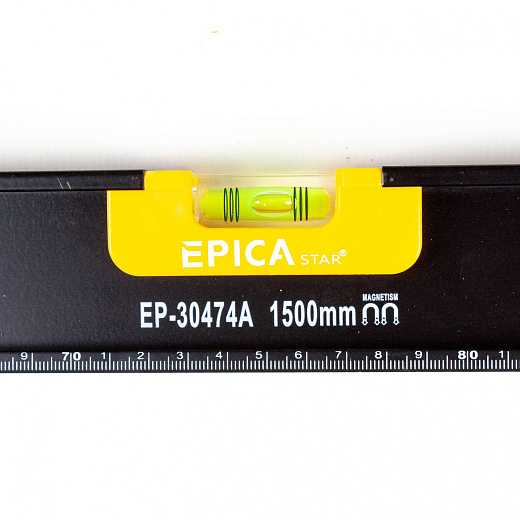 EPICA STAR®
MAGNETISM
EP-30474A 1500mm
9 70 1 2 3 4 5 6 7 8 9 80 1